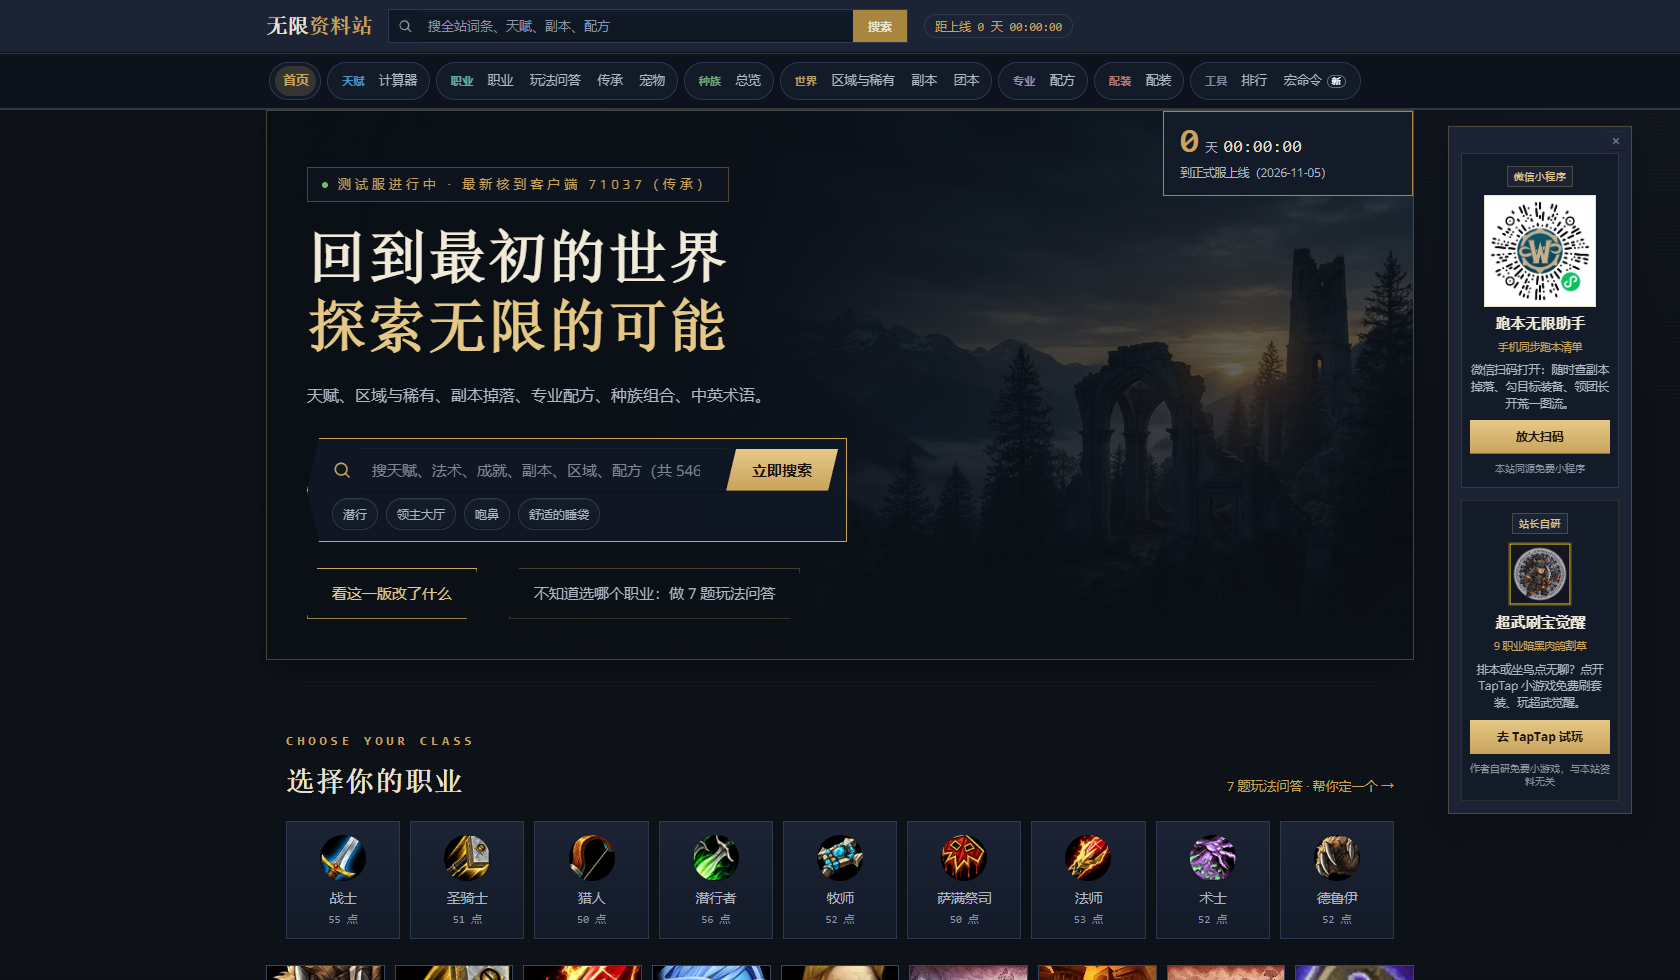 无限资料站
搜全站词条、天赋、副本、配方
搜索
距上线 0 天 00:00:00
首页
天赋 计算器
职业 职业 玩法问答 传承 宠物
种族 总览
世界 区域与稀有 副本 团本
专业 配方
配装 配装
工具 排行 宏命令 新
0 天 00:00:00
到正式服上线（2026-11-05）
测试服进行中 · 最新核到客户端 71037（传承）
回到最初的世界
探索无限的可能
天赋、区域与稀有、副本掉落、专业配方、种族组合、中英术语。
搜天赋、法术、成就、副本、区域、配方（共 546
立即搜索
潜行 领主大厅 咆鼻 舒适的睡袋
看这一版改了什么
不知道选哪个职业：做 7 题玩法问答
×
微信小程序
W
跑本无限助手
手机同步跑本清单
微信扫码打开：随时查副本
掉落、勾目标装备、领团长
开荒一图流。
放大扫码
本站同源免费小程序
站长自研
超武刷宝觉醒
9 职业暗黑肉鸽割草
排本或坐鸟点无聊？点开
TapTap 小游戏免费刷套
装、玩超武觉醒。
去 TapTap 试玩
作者自研免费小游戏，与本站资
料无关
CHOOSE YOUR CLASS
选择你的职业
7 题玩法问答 · 帮你定一个 →
战士
55 点
圣骑士
51 点
猎人
50 点
潜行者
56 点
牧师
52 点
萨满祭司
50 点
法师
53 点
术士
52 点
德鲁伊
52 点